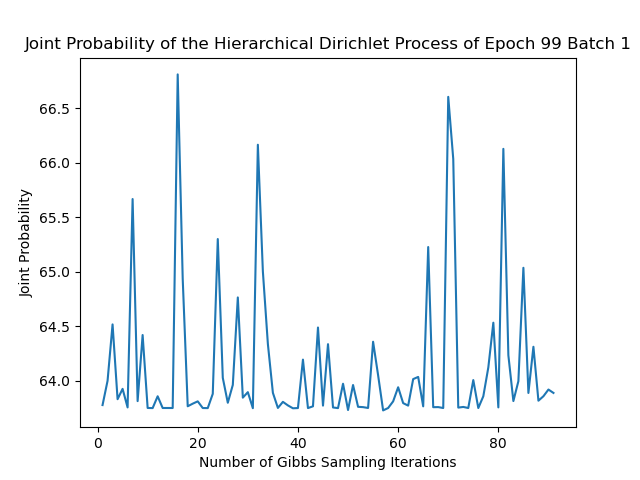 Joint Probability of the Hierarchical Dirichlet Process of Epoch 99 Batch 1
66.5
66.0
65.5
65.0
64.5
64.0
Joint Probability
0 20 40 60 80
Number of Gibbs Sampling Iterations